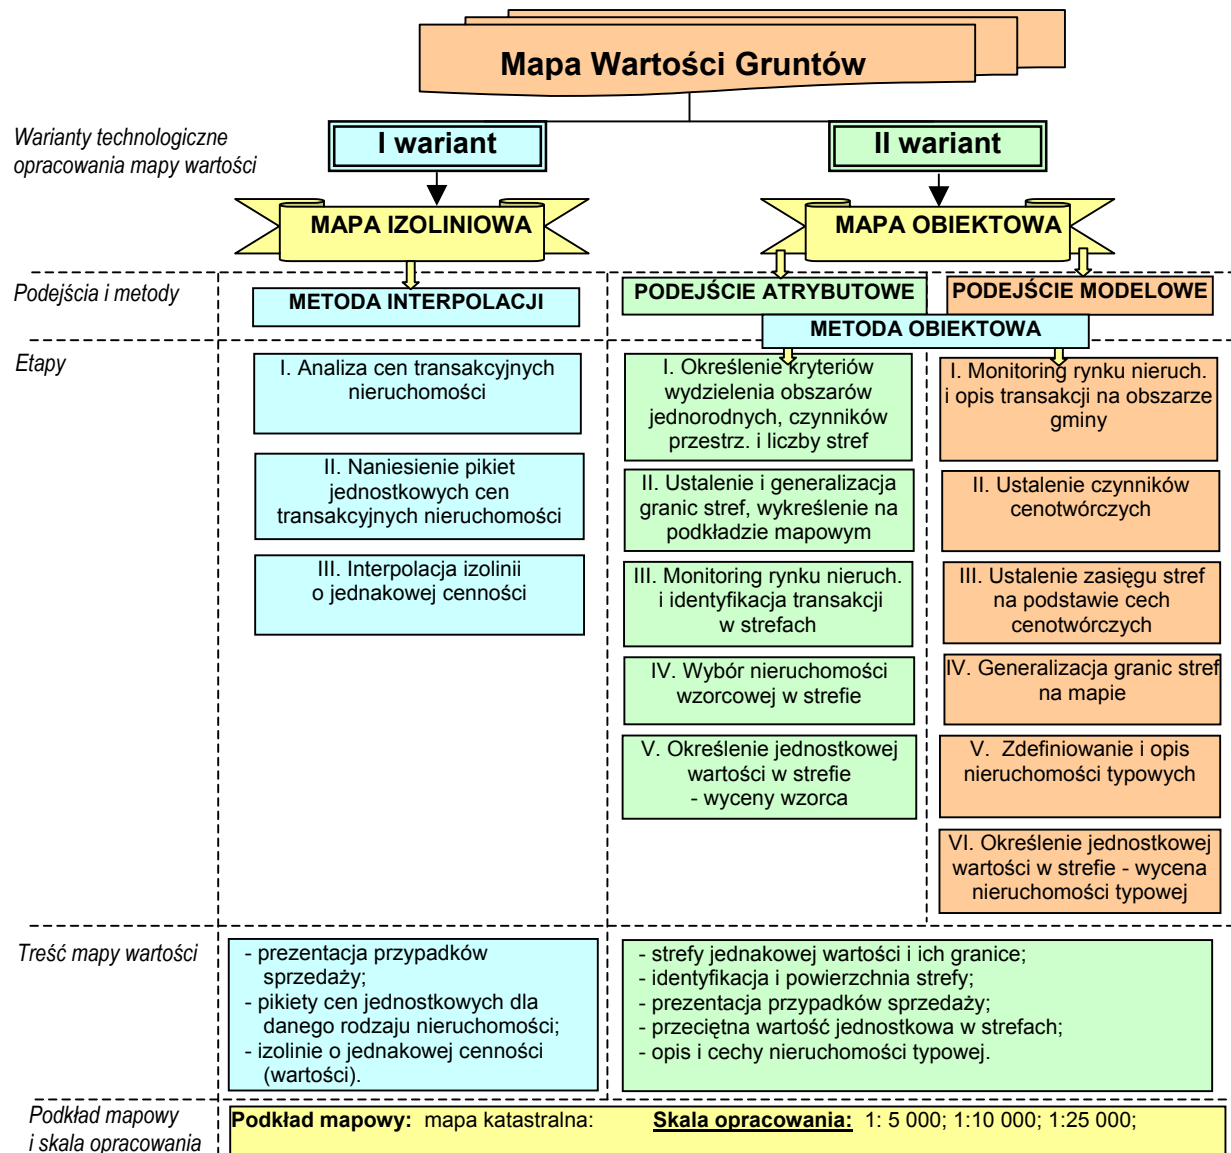 Mapa Wartości Gruntów
Warianty technologiczne
opracowania mapy wartości
I wariant
II wariant
MAPA IZOLINIOWA
MAPA OBIEKTOWA
Podejścia i metody
METODA INTERPOLACJI
PODEJŚCIE ATRYBUTOWE
PODEJŚCIE MODELOWE
METODA OBIEKTOWA
Etapy
I. Analiza cen transakcyjnych
nieruchomości
II. Naniesienie pikiet
jednostkowych cen
transakcyjnych nieruchomości
III. Interpolacja izolinii
o jednakowej cenności
I. Określenie kryteriów
wydzielenia obszarów
jednorodnych, czynników
przestrz. i liczby stref
II. Ustalenie i generalizacja
granic stref, wykreślenie na
podkładzie mapowym
III. Monitoring rynku nieruch.
i identyfikacja transakcji
w strefach
IV. Wybór nieruchomości
wzorcowej w strefie
V. Określenie jednostkowej
wartości w strefie
- wyceny wzorca
I. Monitoring rynku nieruch.
i opis transakcji na obszarze
gminy
II. Ustalenie czynników
cenotwórczych
III. Ustalenie zasięgu stref
na podstawie cech
cenotwórczych
IV. Generalizacja granic stref
na mapie
V. Zdefiniowanie i opis
nieruchomości typowych
VI. Określenie jednostkowej
wartości w strefie - wycena
nieruchomości typowej
Treść mapy wartości
- prezentacja przypadków
sprzedaży;
- pikiety cen jednostkowych dla
danego rodzaju nieruchomości;
- izolinie o jednakowej cenności
(wartości).
- strefy jednakowej wartości i ich granice;
- identyfikacja i powierzchnia strefy;
- prezentacja przypadków sprzedaży;
- przeciętna wartość jednostkowa w strefach;
- opis i cechy nieruchomości typowej.
Podkład mapowy
i skala opracowania
Podkład mapowy: mapa katastralna: Skala opracowania: 1: 5 000; 1:10 000; 1:25 000;